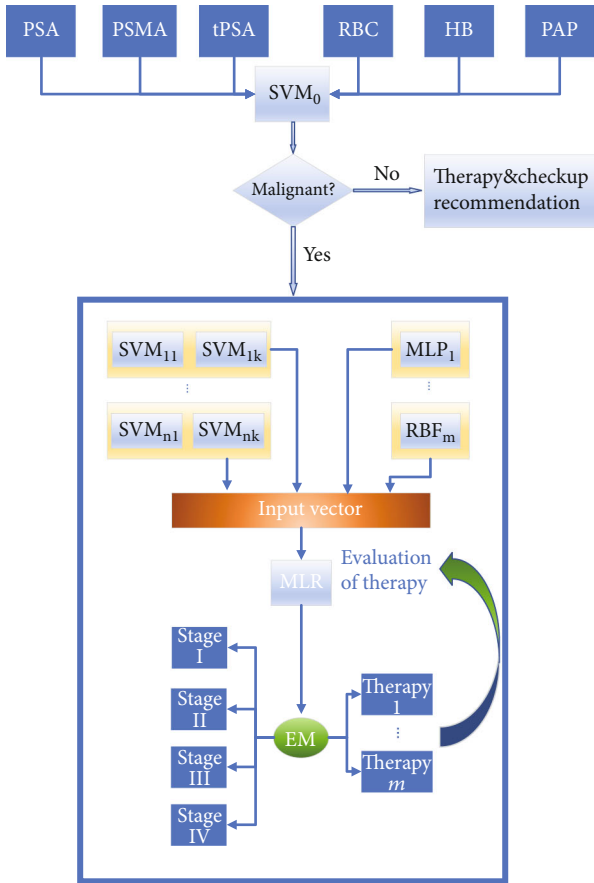 PSA
PSMA
tPSA
RBC
HB
PAP
SVM₀
Malignant?
No
Therapy&checkup
recommendation
Yes
SVM₁₁
SVM₁ₖ
...
SVMₙ₁
SVMₙₖ
MLP₁
...
RBFₘ
Input vector
MLR
Evaluation
of therapy
Stage
I
Stage
II
Stage
III
Stage
IV
EM
Therapy
1
...
Therapy
m